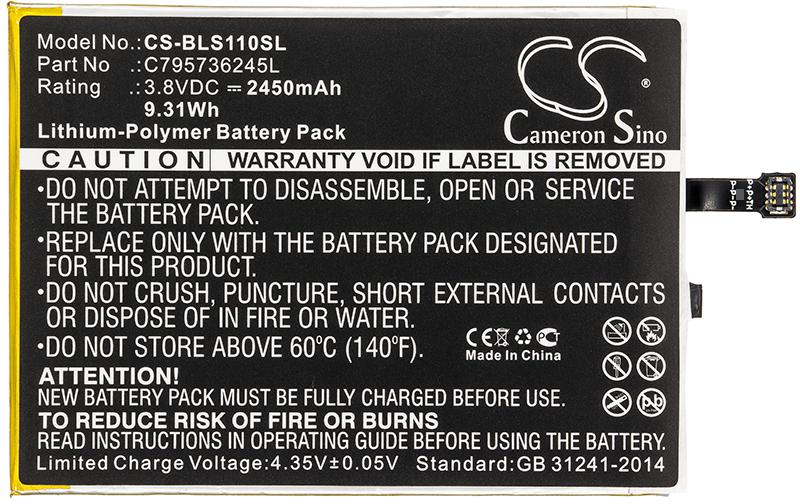 Model No.: CS-BLS110SL
Part No :C795736245L
Rating :3.8VDC ⎓ 2450mAh
9.31Wh
Lithium-Polymer Battery Pack
CS
Cameron Sino
®
CAUTION WARRANTY VOID IF LABEL IS REMOVED
•DO NOT ATTEMPT TO DISASSEMBLE, OPEN OR SERVICE
THE BATTERY PACK.
•REPLACE ONLY WITH THE BATTERY PACK DESIGNATED
FOR THIS PRODUCT.
•DO NOT CRUSH, PUNCTURE, SHORT EXTERNAL CONTACTS
OR DISPOSE OF IN FIRE OR WATER.
•DO NOT STORE ABOVE 60°C (140°F).
CE PCT
Made In China
ATTENTION!
NEW BATTERY PACK MUST BE FULLY CHARGED BEFORE USE
TO REDUCE RISK OF FIRE OR BURNS
READ INSTRUCTIONS IN OPERATING GUIDE BEFORE USING BATTERY
Pb
Limited Charge Voltage: 4.35V±0.05V Standard:GB 31241-2014
P+P+TH
P-P-P-